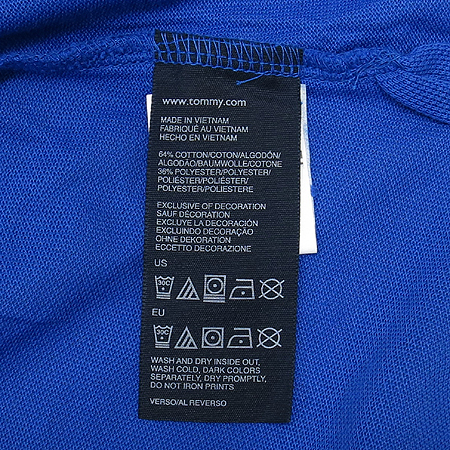 www.tommy.com
MADE IN VIETNAM
FABRIQUÉ AU VIETNAM
HECHO EN VIETNAM
64% COTTON/COTON/ALGODÓN/
ALGODÃO/BAUMWOLLE/COTONE
36% POLYESTER/POLYESTER/
POLIÉSTER/POLIÉSTER/
POLYESTER/POLIESTERE
EXCLUSIVE OF DECORATION
SAUF DÉCORATION
EXCLUYE LA DECORACIÓN
EXCLUINDO DECORAÇÃO
OHNE DEKORATION
ECCETTO DECORAZIONE
US
30C
EU
30C
WASH AND DRY INSIDE OUT,
WASH COLD, DARK COLORS
SEPARATELY, DRY PROMPTLY,
DO NOT IRON PRINTS
VERSO/AL REVERSO